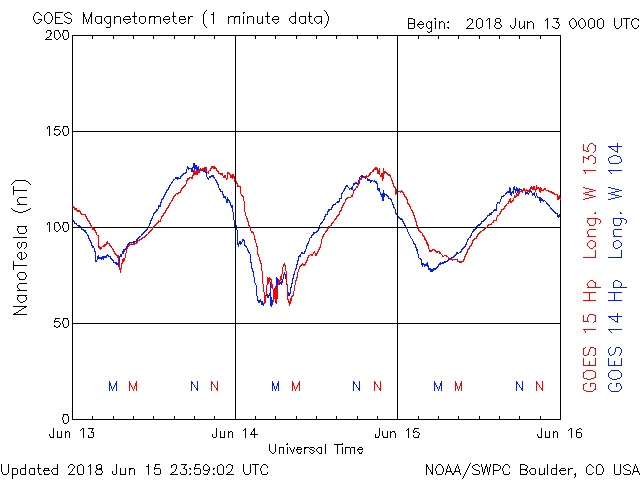 GOES Magnetometer (1 minute data)
Begin: 2018 Jun 13 0000 UTC
200
150
100
50
0
NanoTesla (nT)
M M N N M M N N M M N N
Jun 13 Jun 14 Jun 15 Jun 16
Universal Time
GOES 15 Hp Long. W 135
GOES 14 Hp Long. W 104
Updated 2018 Jun 15 23:59:02 UTC
NOAA/SWPC Boulder, CO USA